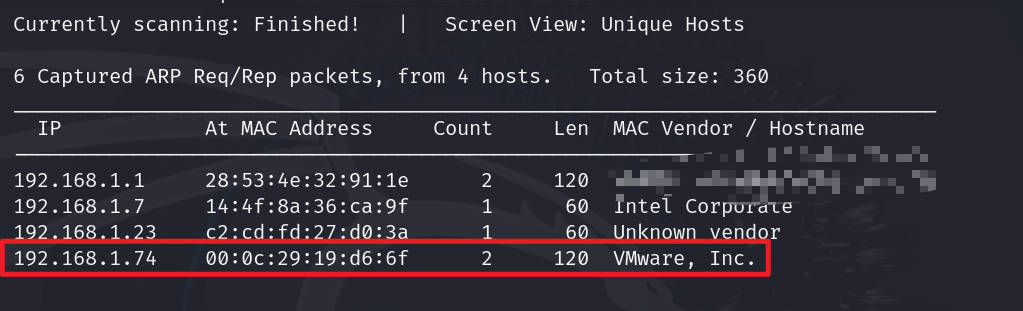 Currently scanning: Finished!   |   Screen View: Unique Hosts
6 Captured ARP Req/Rep packets, from 4 hosts.   Total size: 360
IP            At MAC Address     Count     Len  MAC Vendor / Hostname
192.168.1.1     28:53:4e:32:91:1e      2     120
192.168.1.7     14:4f:8a:36:ca:9f      1      60  Intel Corporate
192.168.1.23    c2:cd:fd:27:d0:3a      1      60  Unknown vendor
192.168.1.74    00:0c:29:19:d6:6f      2     120  VMware, Inc.